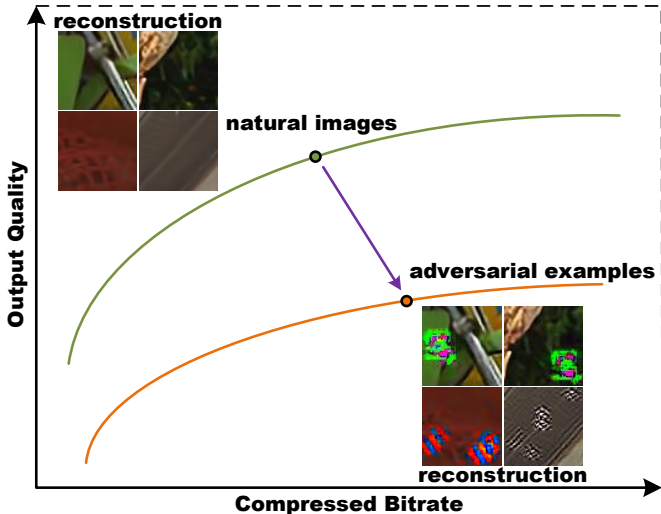 reconstruction
natural images
Output Quality
adversarial examples
reconstruction
Compressed Bitrate